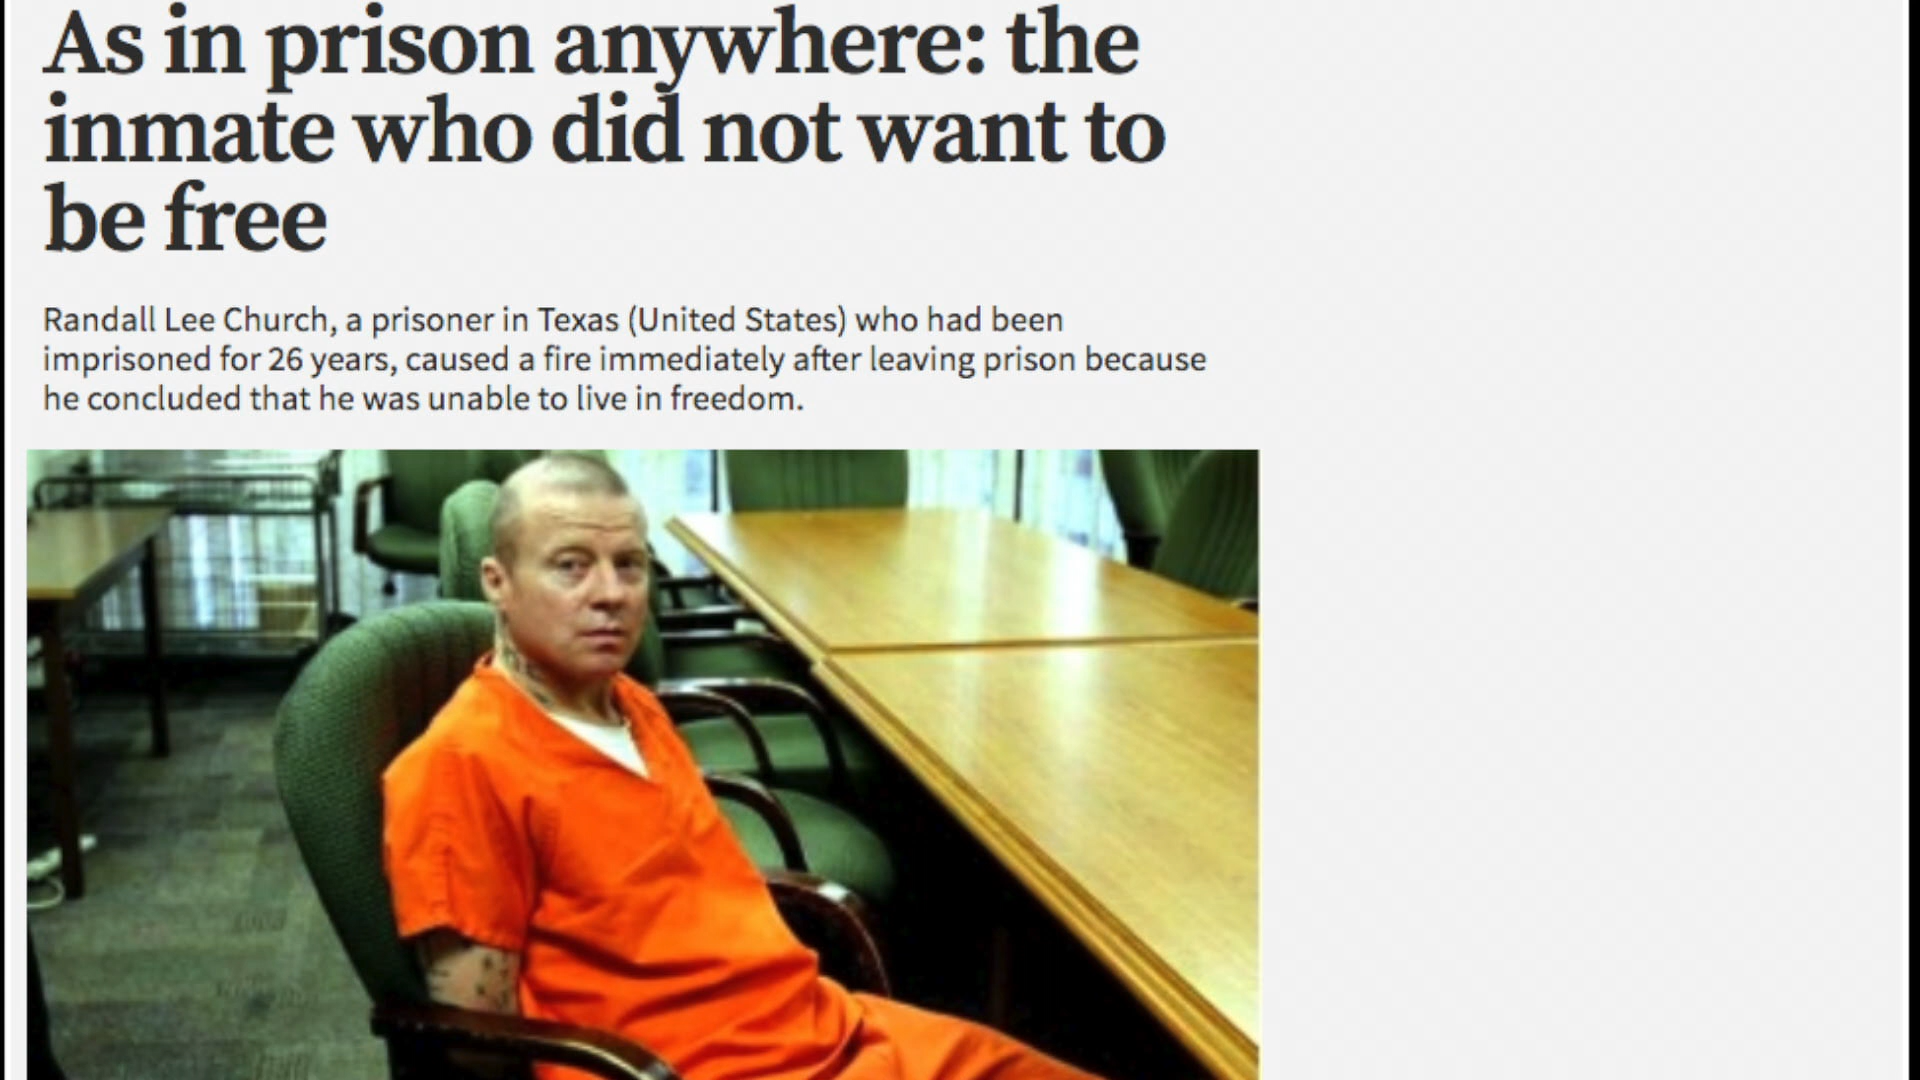 As in prison anywhere: the
inmate who did not want to
be free
Randall Lee Church, a prisoner in Texas (United States) who had been
imprisoned for 26 years, caused a fire immediately after leaving prison because
he concluded that he was unable to live in freedom.